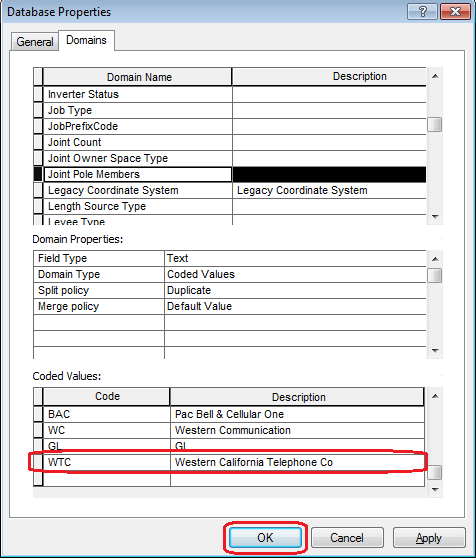 Database Properties
General Domains
Domain Name Description
Inverter Status
Job Type
JobPrefixCode
Joint Count
Joint Owner Space Type
Joint Pole Members
Legacy Coordinate System Legacy Coordinate System
Length Source Type
Levee Type
Domain Properties:
Field Type Text
Domain Type Coded Values
Split policy Duplicate
Merge policy Default Value
Coded Values:
Code Description
BAC Pac Bell & Cellular One
WC Western Communication
GL GL
WTC Western California Telephone Co
OK Cancel Apply